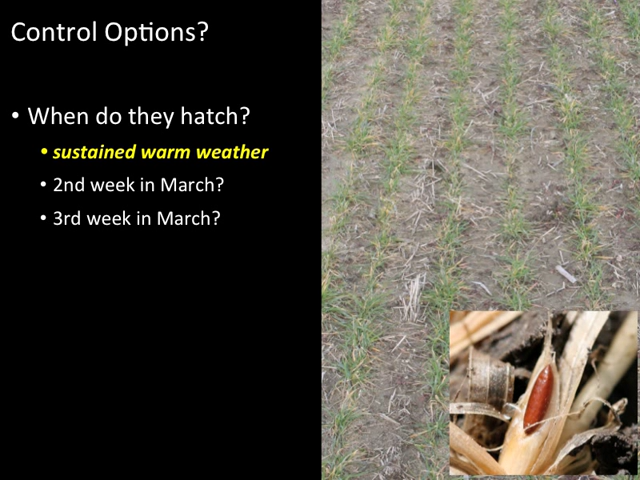 Control Options?
• When do they hatch?
• sustained warm weather
• 2nd week in March?
• 3rd week in March?